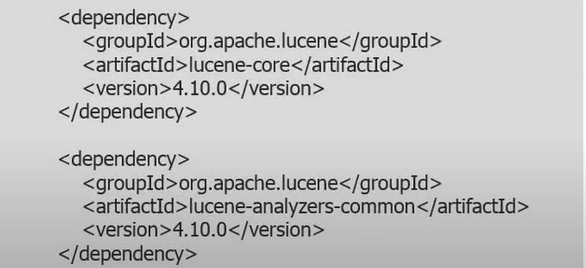 <dependency>
<groupId>org.apache.lucene</groupId>
<artifactId>lucene-core</artifactId>
<version>4.10.0</version>
</dependency>
<dependency>
<groupId>org.apache.lucene</groupId>
<artifactId>lucene-analyzers-common</artifactId>
<version>4.10.0</version>
</dependency>